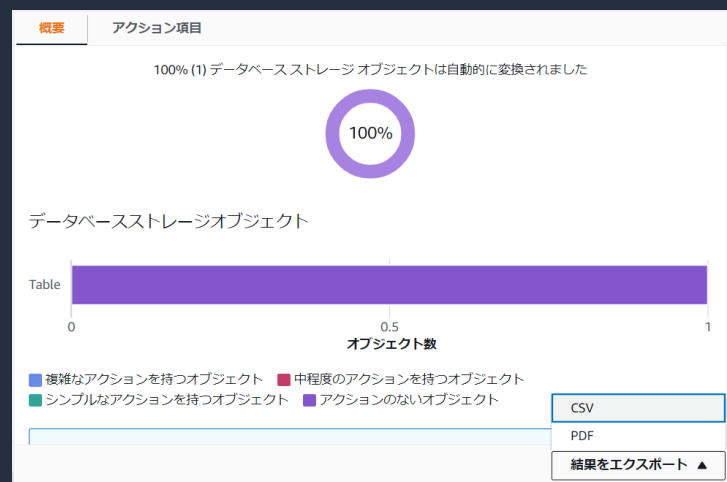 概要 アクション項目
100% (1) データベース ストレージ オブジェクトは自動的に変換されました
100%
データベースストレージオブジェクト
Table
0 0.5 1
オブジェクト数
複雑なアクションを持つオブジェクト 中程度のアクションを持つオブジェクト
シンプルなアクションを持つオブジェクト アクションのないオブジェクト
CSV
PDF
結果をエクスポート ▲